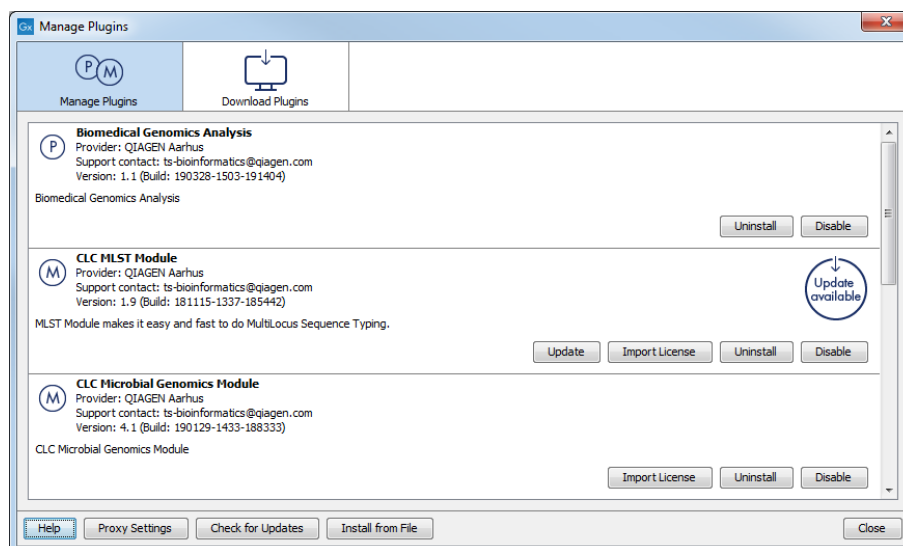 Gx Manage Plugins
P M
Manage Plugins
Download Plugins
P
Biomedical Genomics Analysis
Provider: QIAGEN Aarhus
Support contact: ts-bioinformatics@qiagen.com
Version: 1.1 (Build: 190328-1503-191404)
Biomedical Genomics Analysis
Uninstall Disable
M
CLC MLST Module
Provider: QIAGEN Aarhus
Support contact: ts-bioinformatics@qiagen.com
Version: 1.9 (Build: 181115-1337-185442)
Update
available
MLST Module makes it easy and fast to do MultiLocus Sequence Typing.
Update Import License Uninstall Disable
M
CLC Microbial Genomics Module
Provider: QIAGEN Aarhus
Support contact: ts-bioinformatics@qiagen.com
Version: 4.1 (Build: 190129-1433-188333)
CLC Microbial Genomics Module
Import License Uninstall Disable
Help Proxy Settings Check for Updates Install from File Close